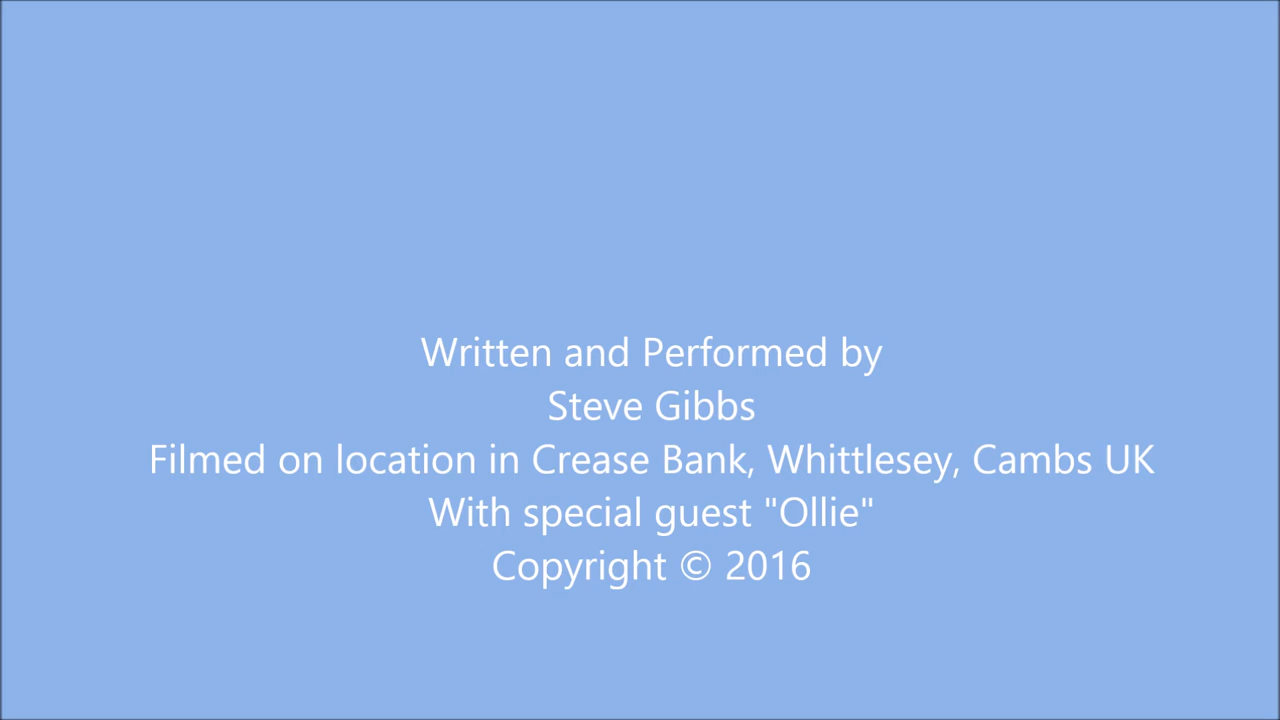 Written and Performed by
Steve Gibbs
Filmed on location in Crease Bank, Whittlesey, Cambs UK
With special guest "Ollie"
Copyright © 2016